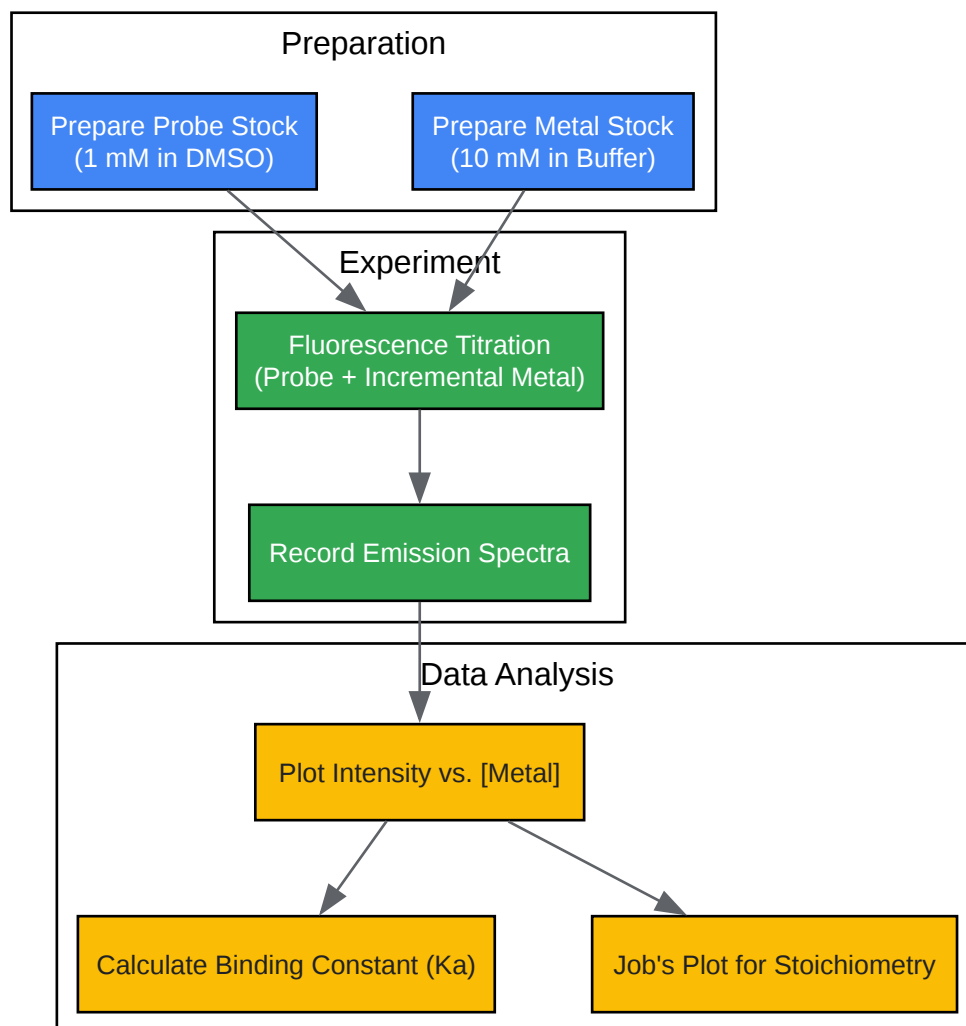 Preparation
Prepare Probe Stock
(1 mM in DMSO)
Prepare Metal Stock
(10 mM in Buffer)
Experiment
Fluorescence Titration
(Probe + Incremental Metal)
Record Emission Spectra
Data Analysis
Plot Intensity vs. [Metal]
Calculate Binding Constant (Ka)
Job's Plot for Stoichiometry